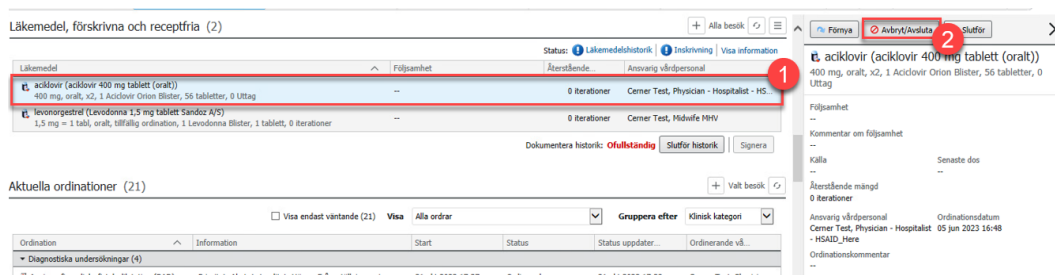 Läkemedel, förskrivna och receptfria (2)
Alla besök
Status: Läkemedelshistorik Inskrivning Visa information
Läkemedel Följsamhet Återstående... Ansvarig vårdpersonal
aciklovir (aciklovir 400 mg tablett (oralt)) -- 0 iterationer Cerner Test, Physician - Hospitalist - HS...
400 mg, oralt, x2, 1 Aciclovir Orion Blister, 56 tabletter, 0 Uttag
1
levonorgestrel (Levodonna 1,5 mg tablett Sandoz A/S) -- 0 iterationer Cerner Test, Midwife MHV
1,5 mg = 1 tabl, oralt, tillfällig ordination, 1 Levodonna Blister, 1 tablett, 0 iterationer
Dokumentera historik: Ofullständig Slutför historik Signera
Aktuella ordinationer (21)
Valt besök
Visa endast väntande (21) Visa Alla ordrar Gruppera efter Klinisk kategori
Ordination Information Start Status Status uppdater... Ordinerande vå...
Diagnostiska undersökningar (4)
Förnya Avbryt/Avsluta Slutför
2
aciklovir (aciklovir 400 mg tablett (oralt))
400 mg, oralt, x2, 1 Aciclovir Orion Blister, 56 tabletter, 0
Uttag
Följsamhet
--
Kommentar om följsamhet
--
Källa Senaste dos
-- --
Återstående mängd
0 iterationer
Ansvarig vårdpersonal Ordinationsdatum
Cerner Test, Physician - Hospitalist 05 jun 2023 16:48
- HSAID_Here
Ordinationskommentar
--